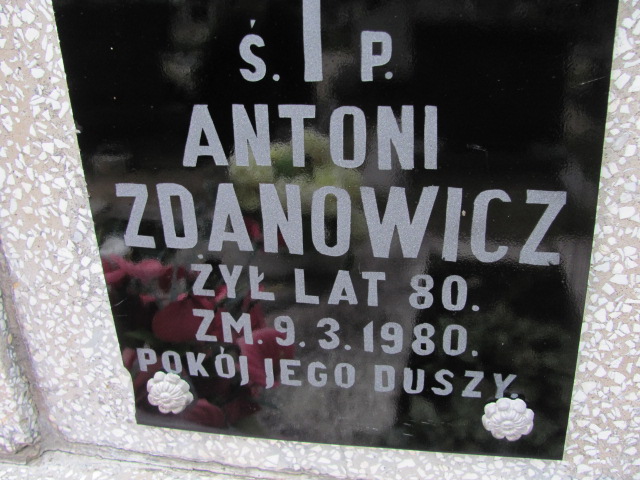 Ś. P.
ANTONI
ZDANOWICZ
ŻYŁ LAT 80.
ZM. 9.3.1980.
POKÓJ JEGO DUSZY.